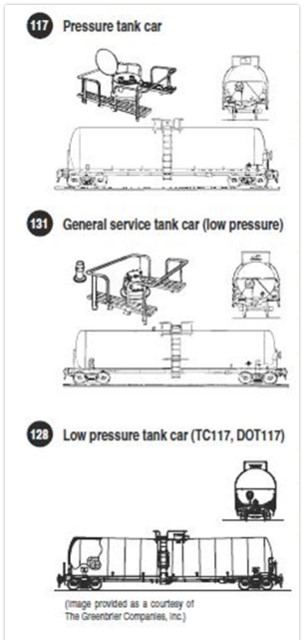 117 Pressure tank car
131 General service tank car (low pressure)
128 Low pressure tank car (TC117, DOT117)
(Image provided as a courtesy of
The Greenbrier Companies, Inc.)